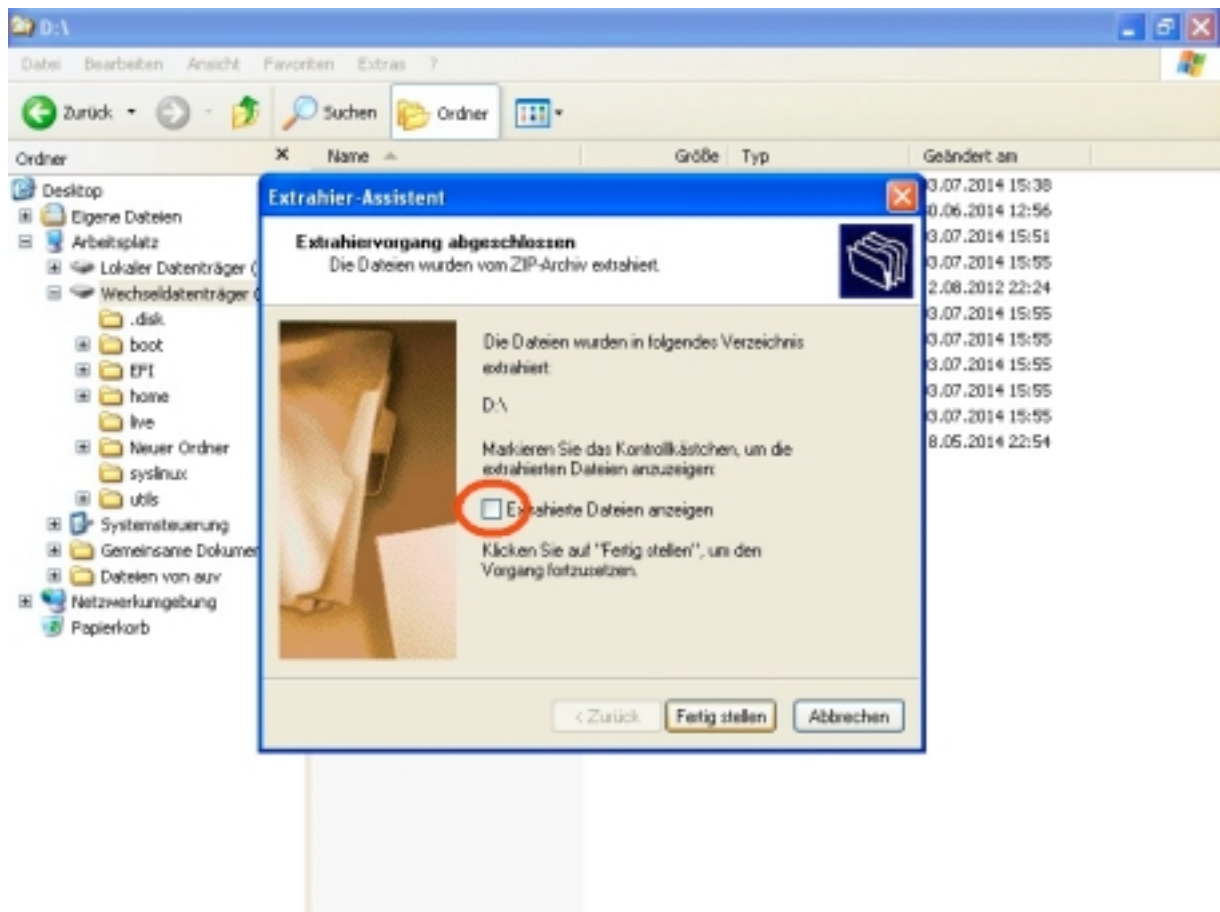 D:\
Datei Bearbeiten Ansicht Favoriten Extras ?
Zurück Suchen Ordner
Ordner Name Größe Typ Geändert am
Desktop
Eigene Dateien
Arbeitsplatz
Lokaler Datenträger (
Wechseldatenträger (
.disk
boot
EFI
home
live
Neuer Ordner
syslinux
utils
Systemsteuerung
Gemeinsame Dokumen
Dateien von auv
Netzwerkumgebung
Papierkorb
Extrahier-Assistent
Extrahiervorgang abgeschlossen
Die Dateien wurden vom ZIP-Archiv extrahiert.
Die Dateien wurden in folgendes Verzeichnis
extrahiert:
D:\
Markieren Sie das Kontrollkästchen, um die
extrahierten Dateien anzuzeigen:
Extrahierte Dateien anzeigen
Klicken Sie auf "Fertig stellen", um den
Vorgang fortzusetzen.
< Zurück Fertig stellen Abbrechen
3.07.2014 15:38
0.06.2014 12:56
3.07.2014 15:51
3.07.2014 15:55
2.08.2012 22:24
3.07.2014 15:55
3.07.2014 15:55
3.07.2014 15:55
3.07.2014 15:55
3.07.2014 15:55
8.05.2014 22:54